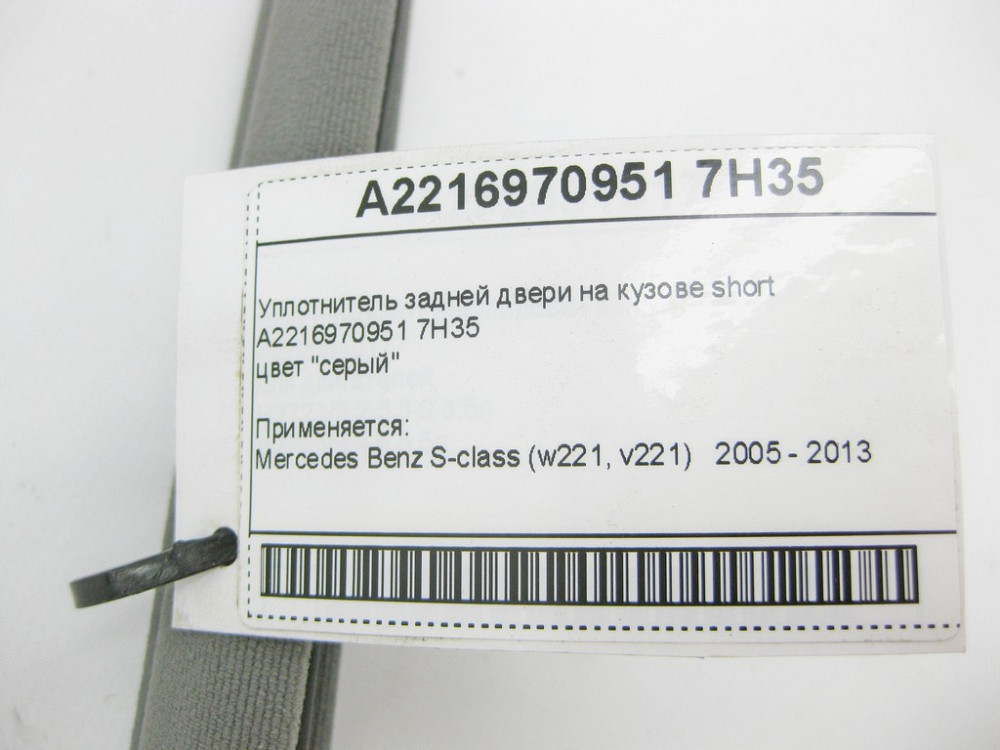 A2216970951 7H35
Уплотнитель задней двери на кузове short
A2216970951 7H35
цвет "серый"
Применяется:
Mercedes Benz S-class (w221, v221) 2005 - 2013